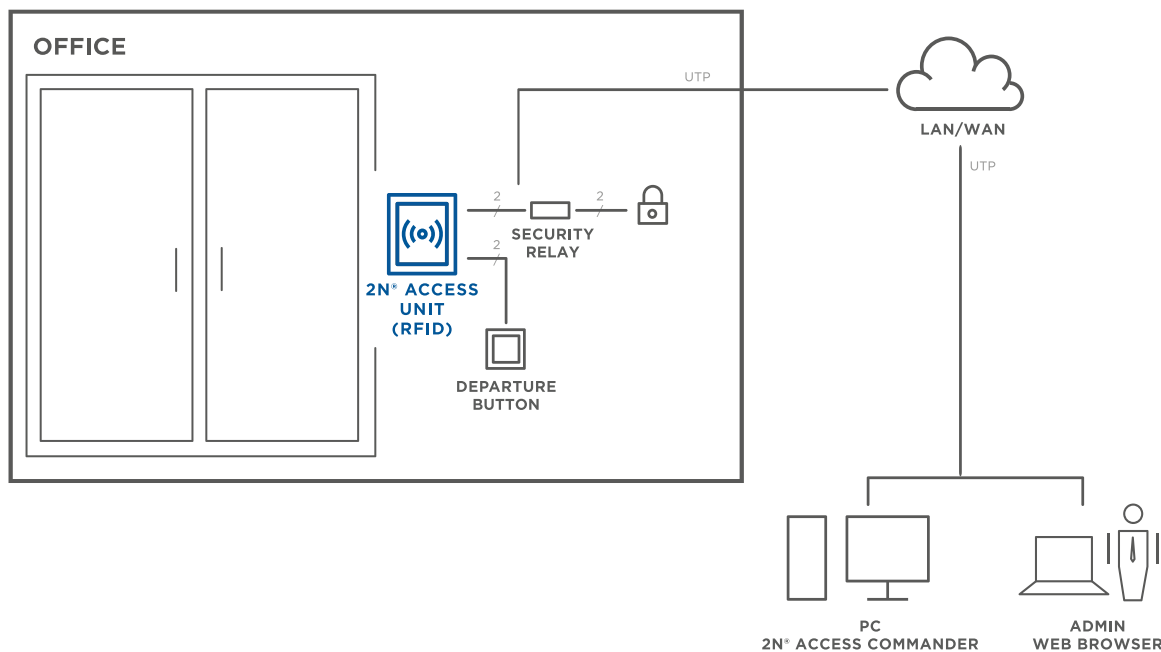 OFFICE
UTP
LAN/WAN
UTP
2
2
SECURITY
RELAY
2
2N® ACCESS
UNIT
(RFID)
DEPARTURE
BUTTON
PC
2N® ACCESS COMMANDER
ADMIN
WEB BROWSER